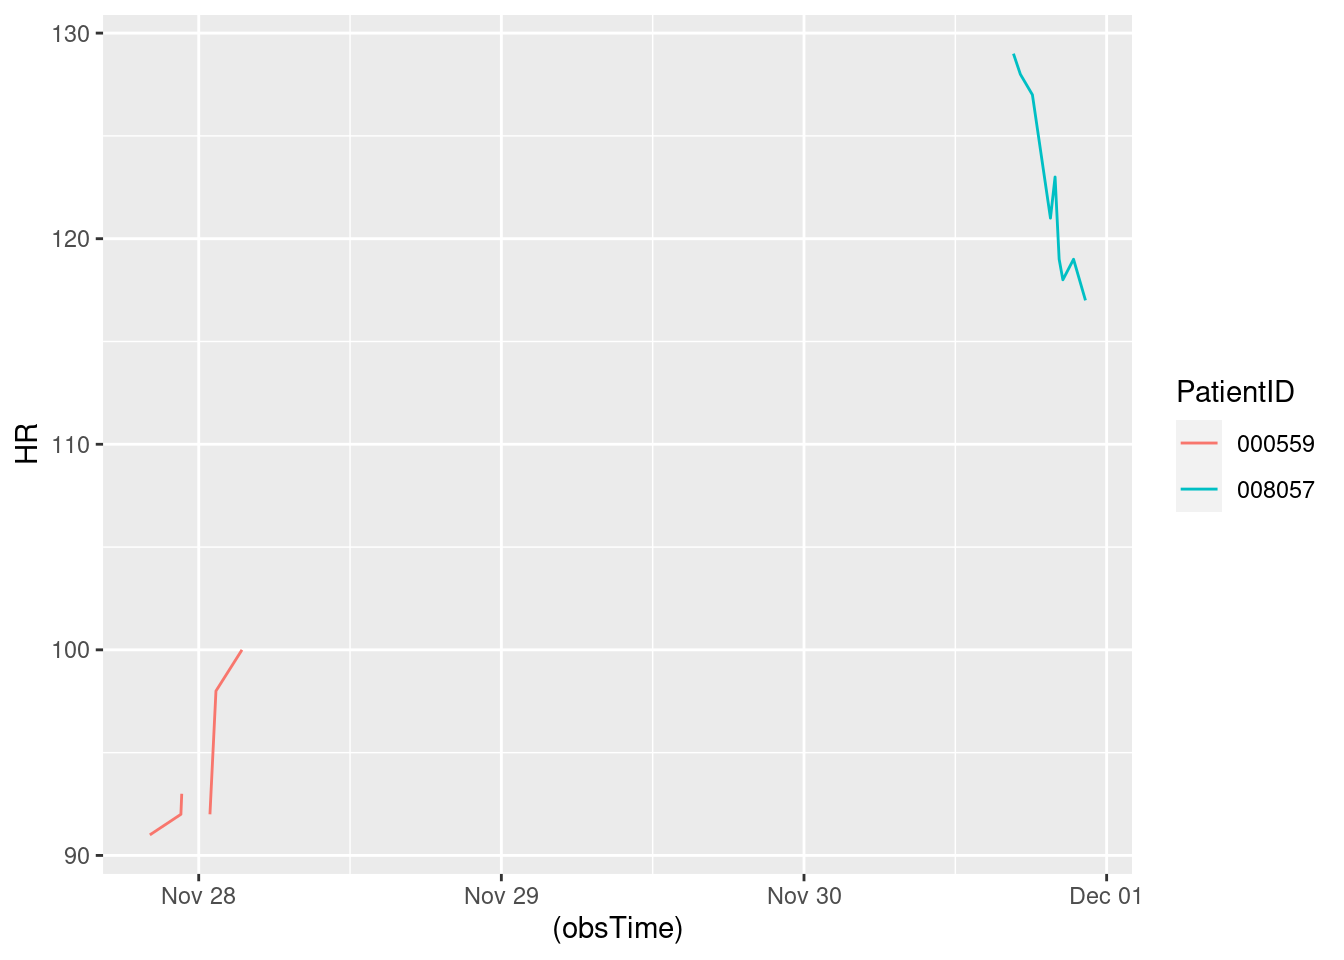 130
120
110
100
90
HR
Nov 28
Nov 29
Nov 30
Dec 01
(obsTime)
PatientID
000559
008057